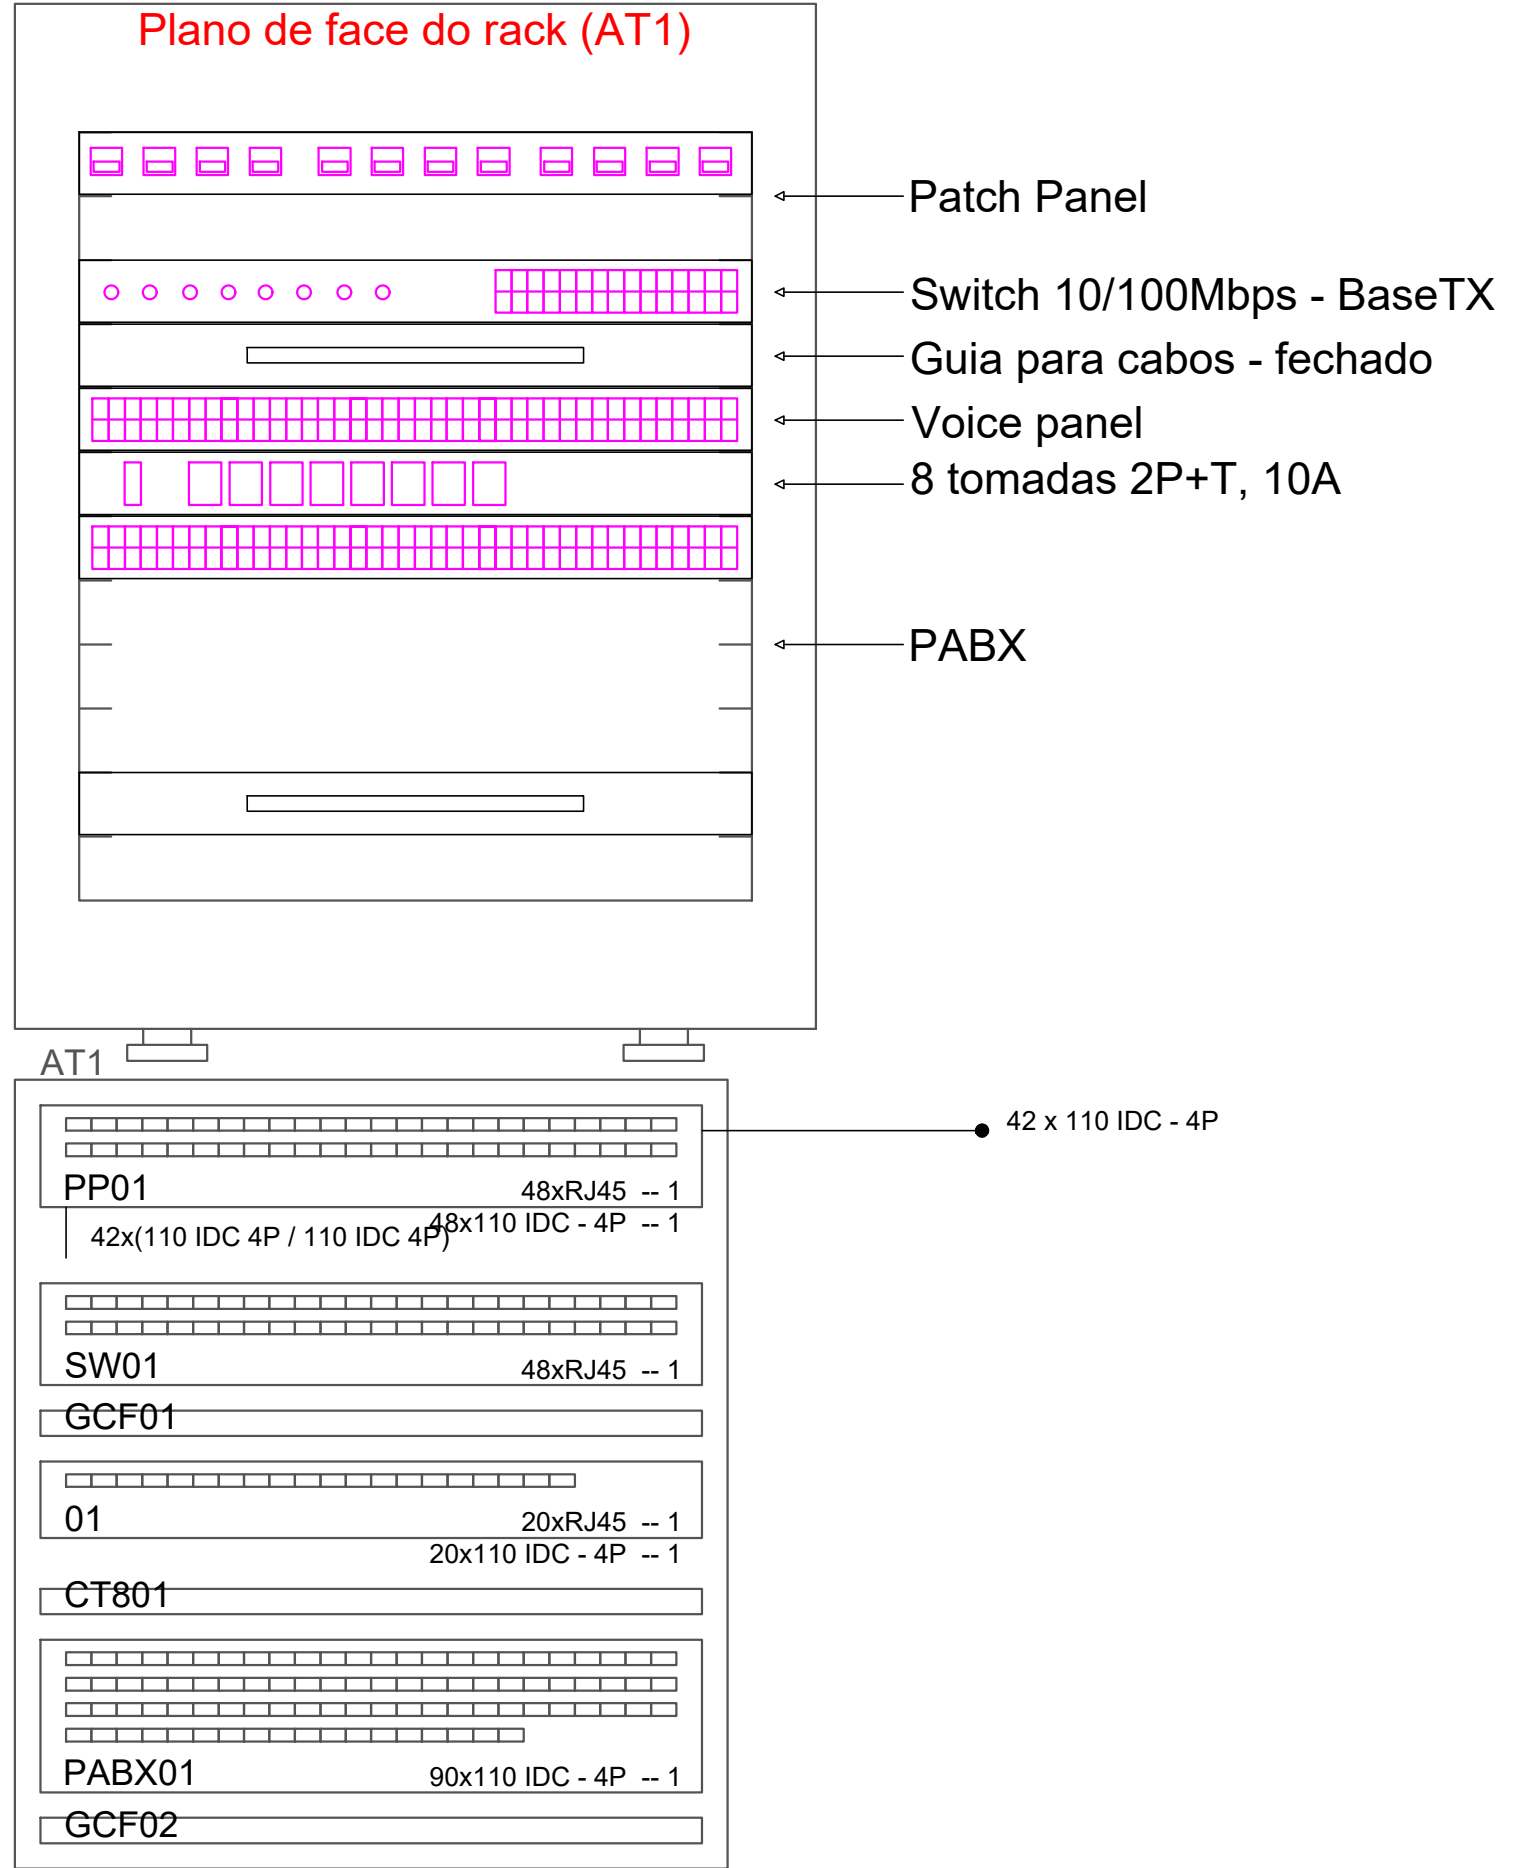 Plano de face do rack (AT1)
Patch Panel
Switch 10/100Mbps - BaseTX
Guia para cabos - fechado
Voice panel
8 tomadas 2P+T, 10A
PABX
AT1
42 x 110 IDC - 4P
PP01
48xRJ45 -- 1
48x110 IDC - 4P -- 1
42x(110 IDC 4P / 110 IDC 4P)
SW01
48xRJ45 -- 1
GCF01
01
20xRJ45 -- 1
20x110 IDC - 4P -- 1
CT801
PABX01
90x110 IDC - 4P -- 1
GCF02